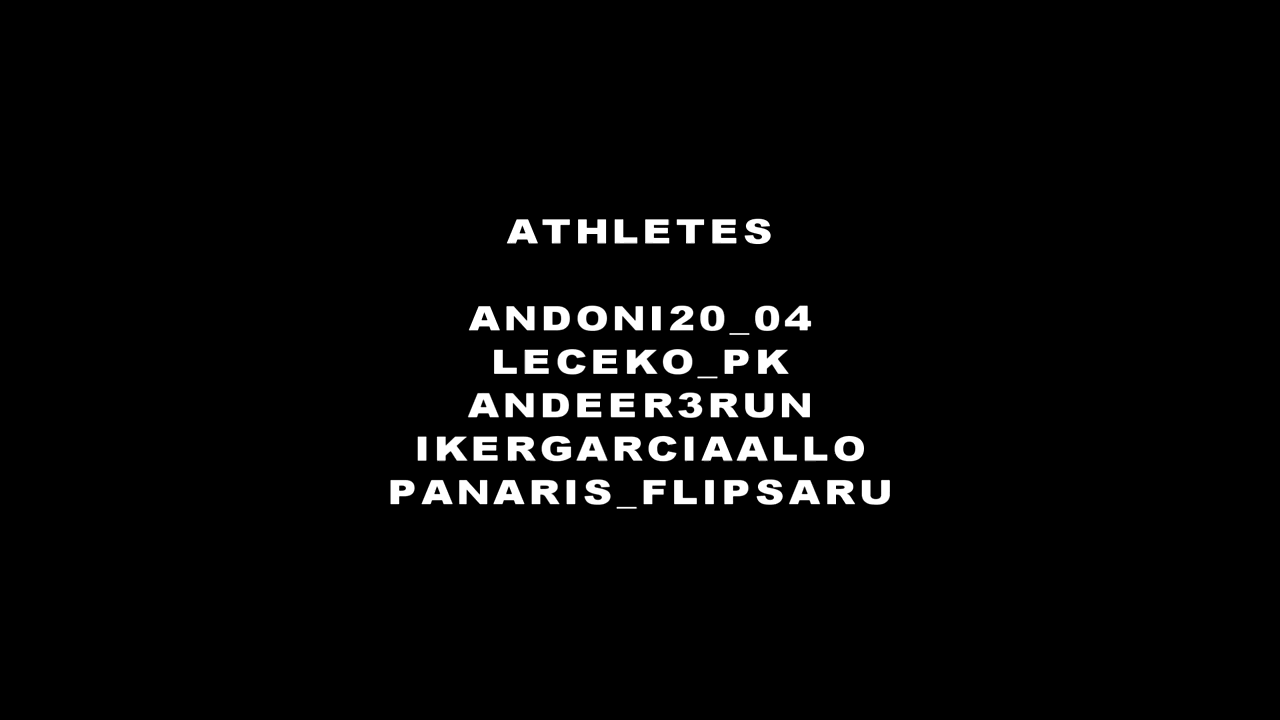 ATHLETES
ANDONI20_04
LECEKO_PK
ANDEER3RUN
IKERGARCIAALLO
PANARIS_FLIPSARU